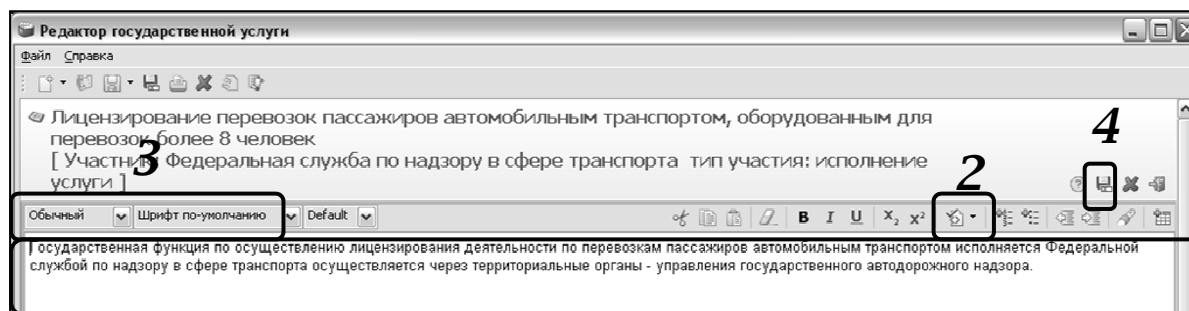 Редактор государственной услуги
Файл Справка
4
Лицензирование перевозок пассажиров автомобильным транспортом, оборудованным для
перевозок более 8 человек
3
[ Участник: Федеральная служба по надзору в сфере транспорта тип участия: исполнение
услуги ]
2
Обычный Шрифт по-умолчанию Default B I U X₂ X²
Государственная функция по осуществлению лицензирования деятельности по перевозкам пассажиров автомобильным транспортом исполняется Федеральной
службой по надзору в сфере транспорта осуществляется через территориальные органы - управления государственного автодорожного надзора.